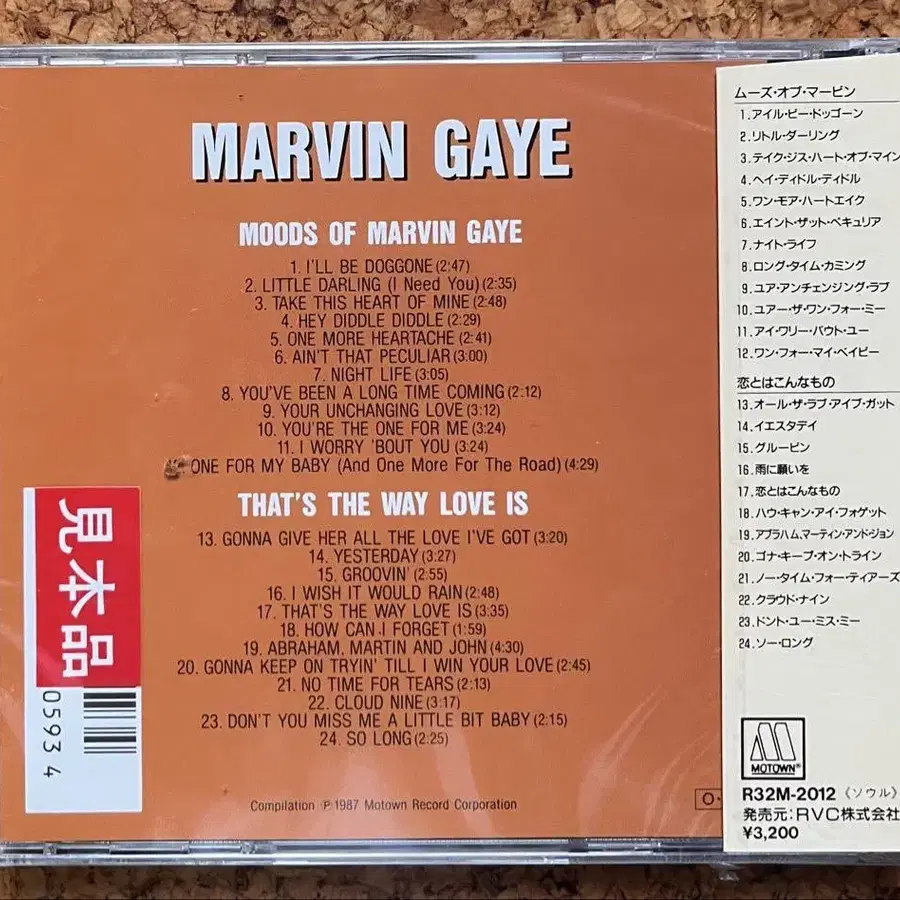 MARVIN GAYE
MOODS OF MARVIN GAYE
1. I'LL BE DOGGONE (2:47)
2. LITTLE DARLING (I Need You) (2:35)
3. TAKE THIS HEART OF MINE (2:48)
4. HEY DIDDLE DIDDLE (2:29)
5. ONE MORE HEARTACHE (2:41)
6. AIN'T THAT PECULIAR (3:00)
7. NIGHT LIFE (3:05)
8. YOU'VE BEEN A LONG TIME COMING (2:12)
9. YOUR UNCHANGING LOVE (3:12)
10. YOU'RE THE ONE FOR ME (3:24)
11. I WORRY 'BOUT YOU (3:24)
ONE FOR MY BABY (And One More For The Road) (4:29)
THAT'S THE WAY LOVE IS
13. GONNA GIVE HER ALL THE LOVE I'VE GOT (3:20)
14. YESTERDAY (3:27)
15. GROOVIN' (2:55)
16. I WISH IT WOULD RAIN (2:48)
17. THAT'S THE WAY LOVE IS (3:35)
18. HOW CAN I FORGET (1:59)
19. ABRAHAM, MARTIN AND JOHN (4:30)
20. GONNA KEEP ON TRYIN' TILL I WIN YOUR LOVE (2:45)
21. NO TIME FOR TEARS (2:13)
22. CLOUD NINE (3:17)
23. DON'T YOU MISS ME A LITTLE BIT BABY (2:15)
24. SO LONG (2:25)
Compilation ℗ 1987 Motown Record Corporation
見本品
0593 4
ムーズ・オブ・マービン
1.アイル・ビー・ドッゴーン
2.リトル・ダーリング
3.テイク・ジス・ハート・オブ・マイン
4.ヘイ・ディドル・ディドル
5.ワン・モア・ハートエイク
6.エイント・ザット・ペキュリア
7.ナイト・ライフ
8.ロング・タイム・カミング
9.ユア・アンチェンジング・ラブ
10.ユアー・ザ・ワン・フォー・ミー
11.アイ・ワリー・バウト・ユー
12.ワン・フォー・マイ・ベイビー
恋とはこんなもの
13.オール・ザ・ラブ・アイブ・ガット
14.イエスタデイ
15.グルービン
16.雨に願いを
17.恋とはこんなもの
18.ハウ・キャン・アイ・フォゲット
19.アブラハム、マーティン・アンド・ジョン
20.ゴナ・キープ・オン・トライン
21.ノー・タイム・フォー・ティアーズ
22.クラウド・ナイン
23.ドント・ユー・ミス・ミー
24.ソー・ロング
MOTOWN®
R32M-2012 《ソウル》
発売元:RVC株式会社
¥3,200